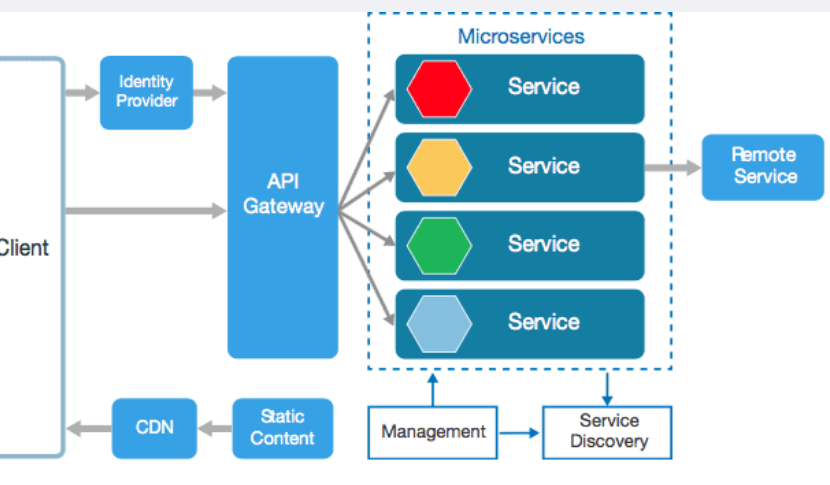 Microservices
Identity
Provider
Service
API
Gateway
Service
Remote
Service
Client
Service
Service
CDN
Static
Content
Management
Service
Discovery